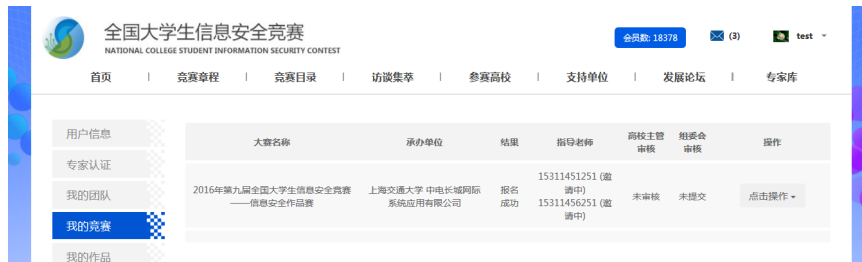 全国大学生信息安全竞赛
NATIONAL COLLEGE STUDENT INFORMATION SECURITY CONTEST
会员数: 18378
(3)
test
首页 | 竞赛章程 | 竞赛目录 | 访谈集萃 | 参赛高校 | 支持单位 | 发展论坛 | 专家库
用户信息
专家认证
我的团队
我的竞赛
我的作品
大赛名称
承办单位
结果
指导老师
高校主管
审核
组委会
审核
操作
2016年第九届全国大学生信息安全竞赛
——信息安全作品赛
上海交通大学 中电长城网际
系统应用有限公司
报名
成功
15311451251 (邀
请中)
15311456251 (邀
请中)
未审核
未提交
点击操作